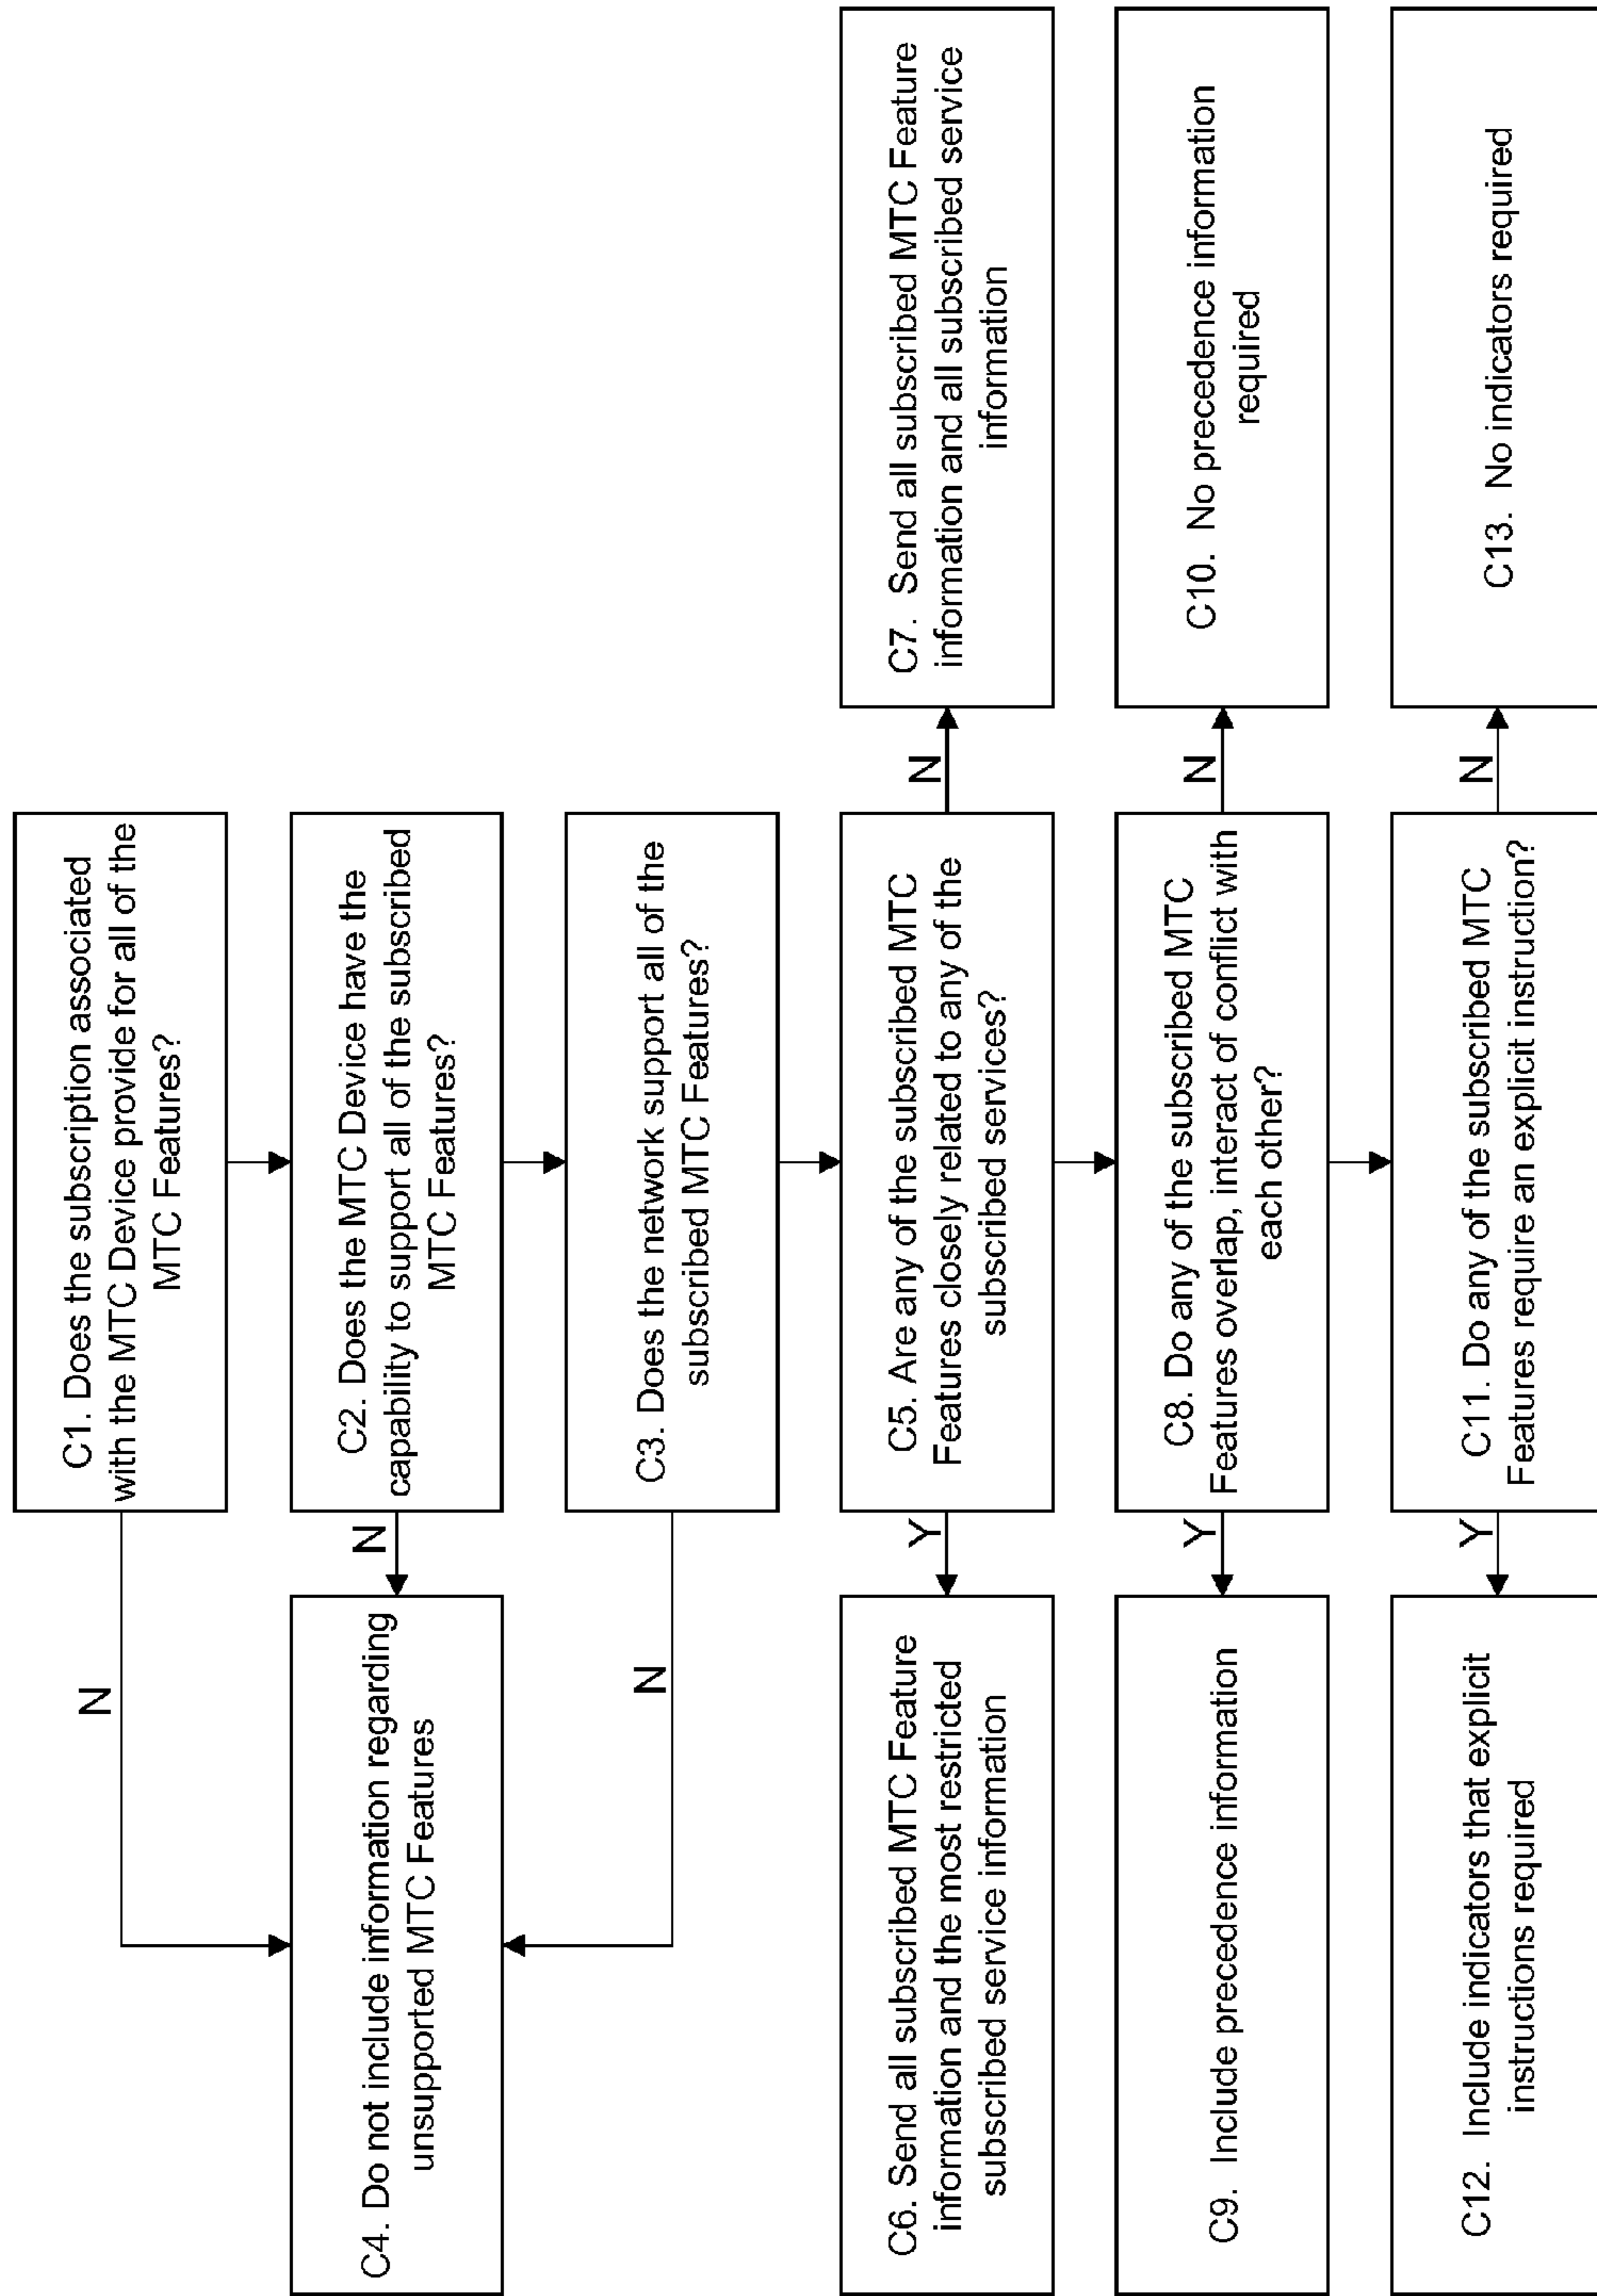 C1. Does the subscription associated
with the MTC Device provide for all of the
MTC Features?
N
C2. Does the MTC Device have the
capability to support all of the subscribed
MTC Features?
N
C4. Do not include information regarding
unsupported MTC Features
C3. Does the network support all of the
subscribed MTC Features?
N
C5. Are any of the subscribed MTC
Features closely related to any of the
subscribed services?
Y
N
C6. Send all subscribed MTC Feature
information and the most restricted
subscribed service information
C7. Send all subscribed MTC Feature
information and all subscribed service
information
C8. Do any of the subscribed MTC
Features overlap, interact of conflict with
each other?
Y
N
C9. Include precedence information
C10. No precedence information
required
C11. Do any of the subscribed MTC
Features require an explicit instruction?
Y
N
C12. Include indicators that explicit
instructions required
C13. No indicators required